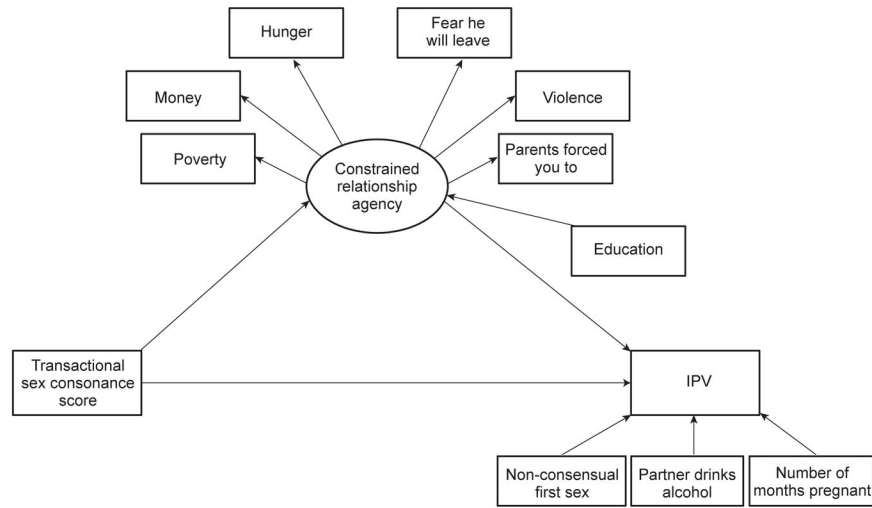 Hunger
Fear he
will leave
Money
Violence
Poverty
Constrained
relationship
agency
Parents forced
you to
Education
Transactional
sex consonance
score
IPV
Non-consensual
first sex
Partner drinks
alcohol
Number of
months pregnant